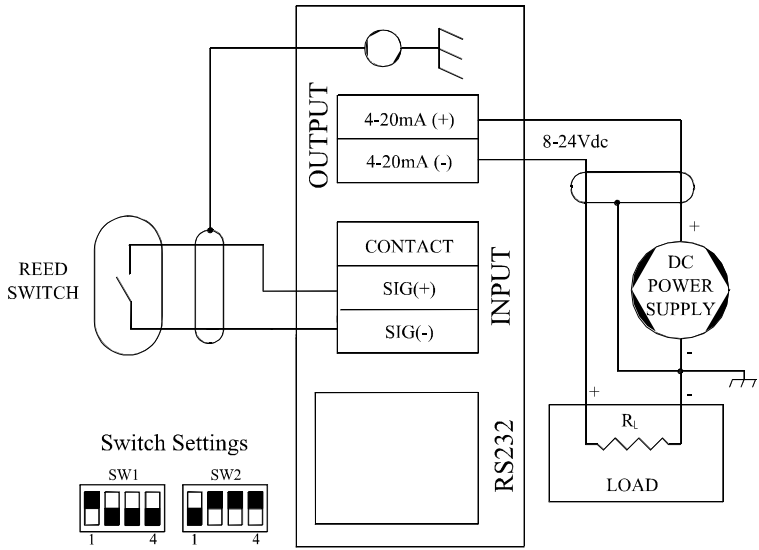 OUTPUT
4-20mA (+)
4-20mA (-)
8-24Vdc
REED
SWITCH
CONTACT
SIG(+)
SIG(-)
INPUT
+
DC
POWER
SUPPLY
-
+
-
RL
LOAD
RS232
Switch Settings
SW1
SW2
1
4
1
4